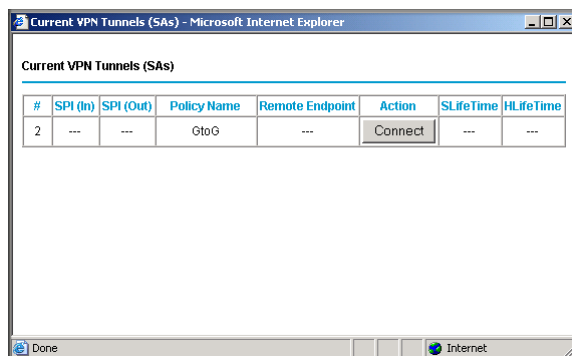 Current VPN Tunnels (SAs) - Microsoft Internet Explorer
Current VPN Tunnels (SAs)
# SPI (In) SPI (Out) Policy Name Remote Endpoint Action SLifeTime HLifeTime
2 --- --- GtoG --- Connect --- ---
Done Internet